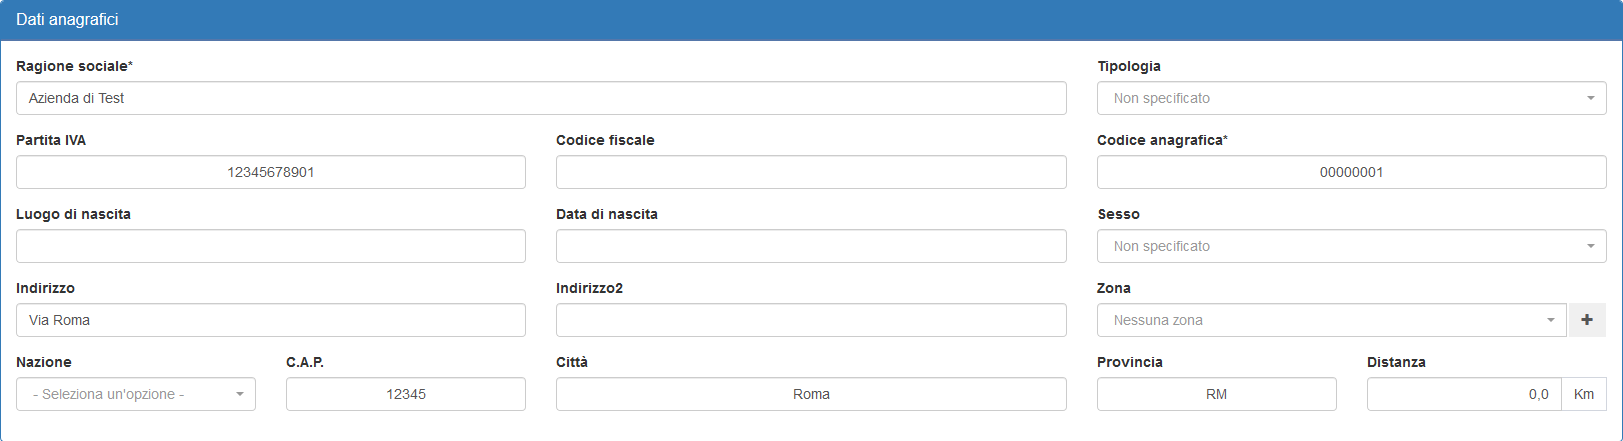 Dati anagrafici
Ragione sociale* Tipologia
Azienda di Test Non specificato
Partita IVA Codice fiscale Codice anagrafica*
12345678901 00000001
Luogo di nascita Data di nascita Sesso
Non specificato
Indirizzo Indirizzo2 Zona
Via Roma Nessuna zona +
Nazione C.A.P. Città Provincia Distanza
- Seleziona un'opzione - 12345 Roma RM 0,0 Km